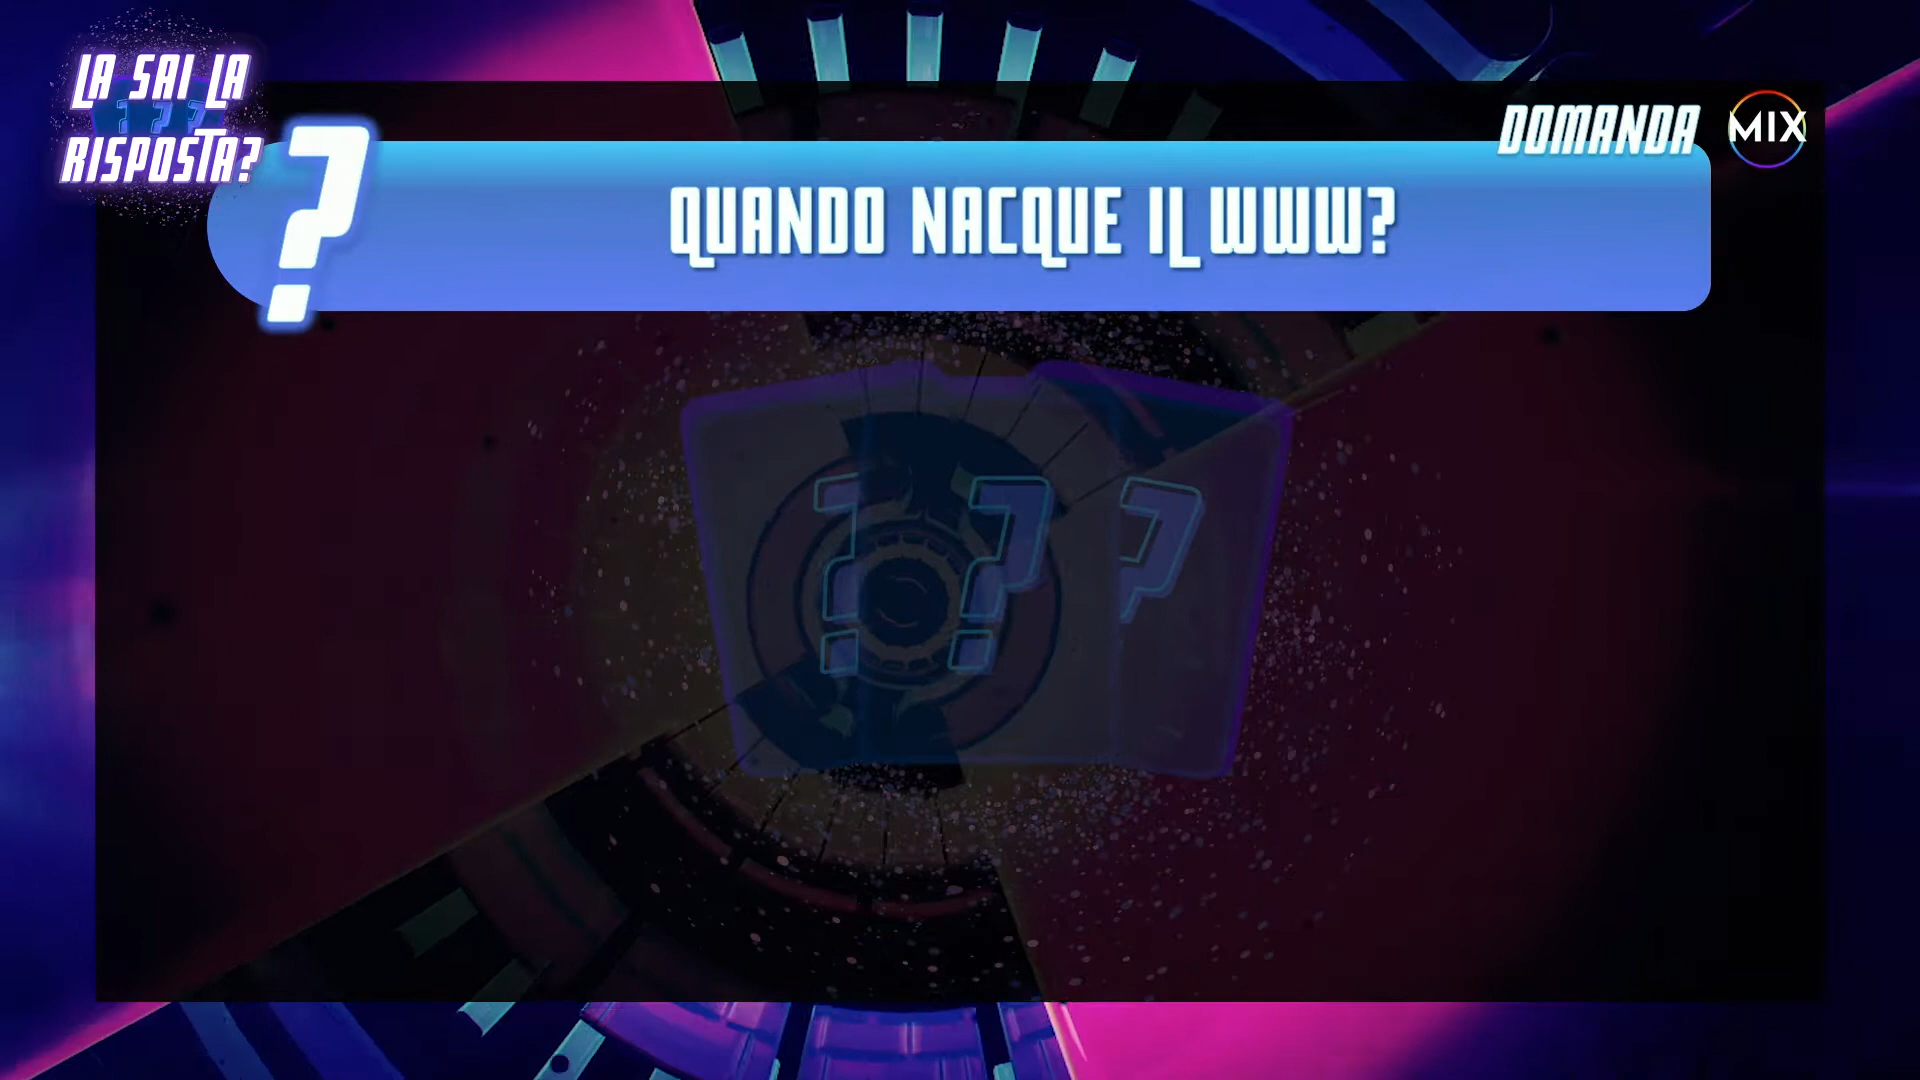 LA SAI LA
RISPOSTA?
DOMANDA
MIX
QUANDO NACQUE IL WWW?